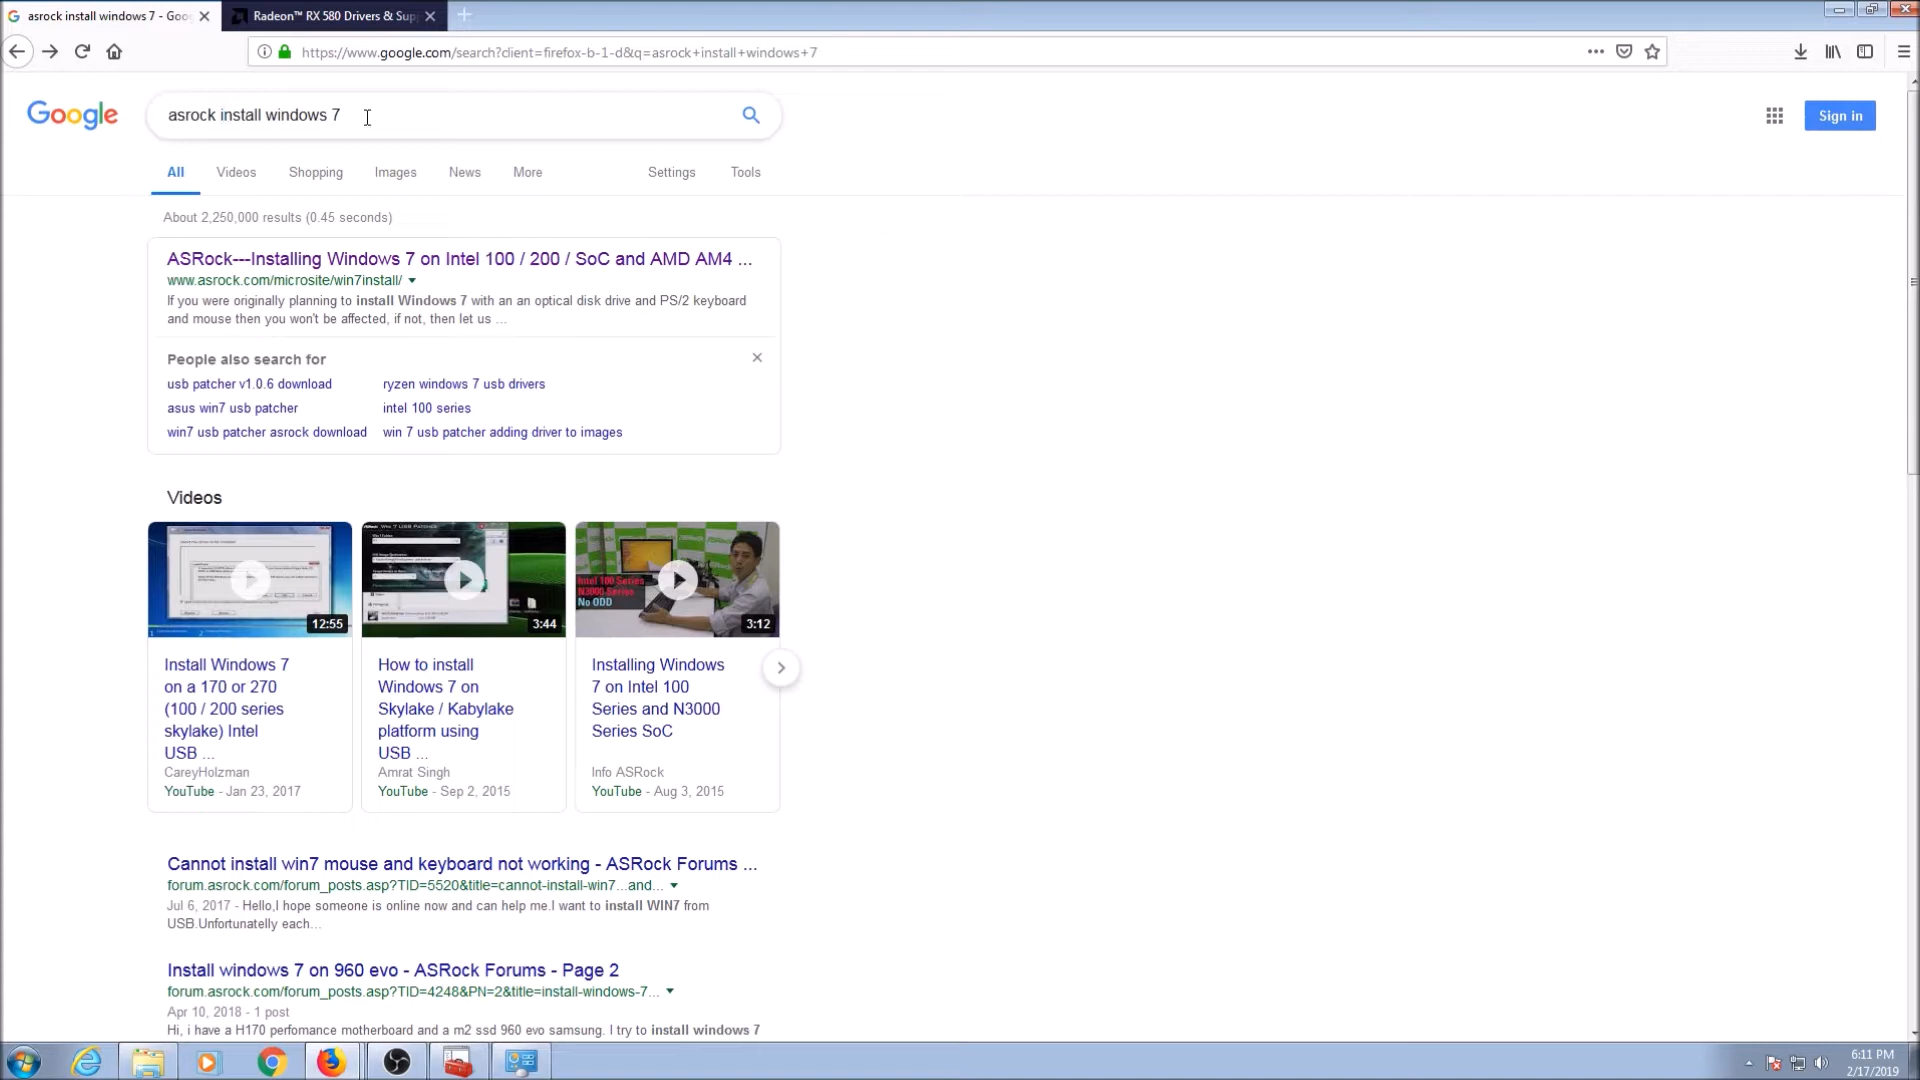 asrock install windows 7 - Goo
Radeon™ RX 580 Drivers & Sup
https://www.google.com/search?client=firefox-b-1-d&q=asrock+install+windows+7
Google
asrock install windows 7
Sign in
All Videos Shopping Images News More Settings Tools
About 2,250,000 results (0.45 seconds)
ASRock---Installing Windows 7 on Intel 100 / 200 / SoC and AMD AM4 ...
www.asrock.com/microsite/win7install/
If you were originally planning to install Windows 7 with an an optical disk drive and PS/2 keyboard
and mouse then you won't be affected, if not, then let us ...
People also search for
usb patcher v1.0.6 download ryzen windows 7 usb drivers
asus win7 usb patcher intel 100 series
win7 usb patcher asrock download win 7 usb patcher adding driver to images
Videos
Intel 100 Series
N3000 Series
No ODD
12:55
3:44
3:12
Install Windows 7
on a 170 or 270
(100 / 200 series
skylake) Intel
USB ...
CareyHolzman
YouTube - Jan 23, 2017
How to install
Windows 7 on
Skylake / Kabylake
platform using
USB ...
Amrat Singh
YouTube - Sep 2, 2015
Installing Windows
7 on Intel 100
Series and N3000
Series SoC
Info ASRock
YouTube - Aug 3, 2015
Cannot install win7 mouse and keyboard not working - ASRock Forums ...
forum.asrock.com/forum_posts.asp?TID=5520&title=cannot-install-win7...and...
Jul 6, 2017 - Hello,I hope someone is online now and can help me.I want to install WIN7 from
USB.Unfortunatelly each...
Install windows 7 on 960 evo - ASRock Forums - Page 2
forum.asrock.com/forum_posts.asp?TID=4248&PN=2&title=install-windows-7...
Apr 10, 2018 - 1 post
Hi, i have a H170 perfomance motherboard and a m2 ssd 960 evo samsung. I try to install windows 7
6:11 PM
2/17/2019